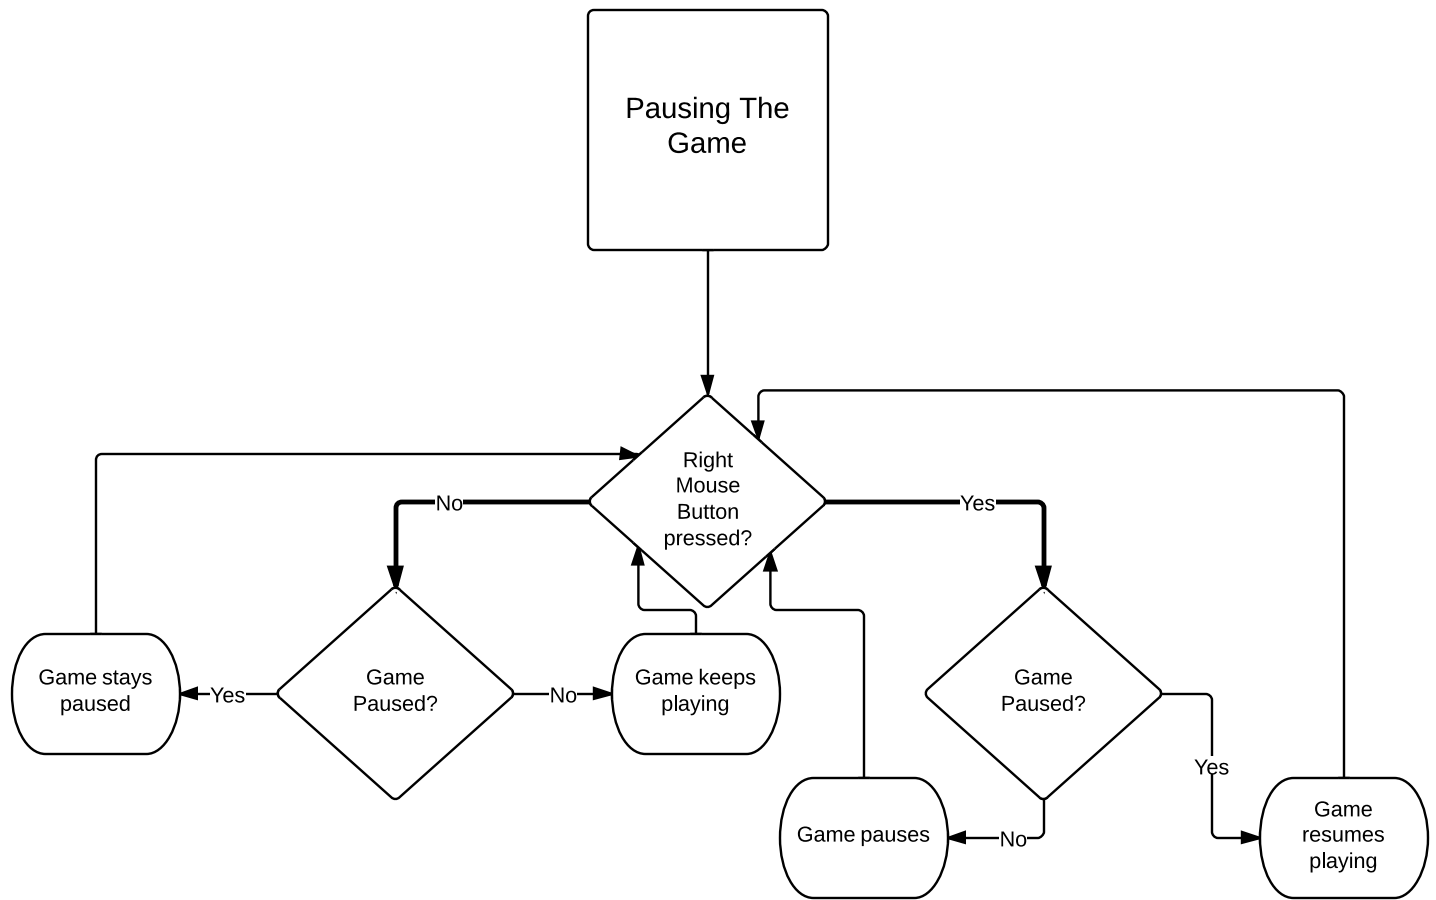 Pausing The
Game
Right
Mouse
Button
pressed?
No
Yes
Game stays
paused
Yes
Game
Paused?
No
Game keeps
playing
Game
Paused?
Yes
Game pauses
No
Game
resumes
playing